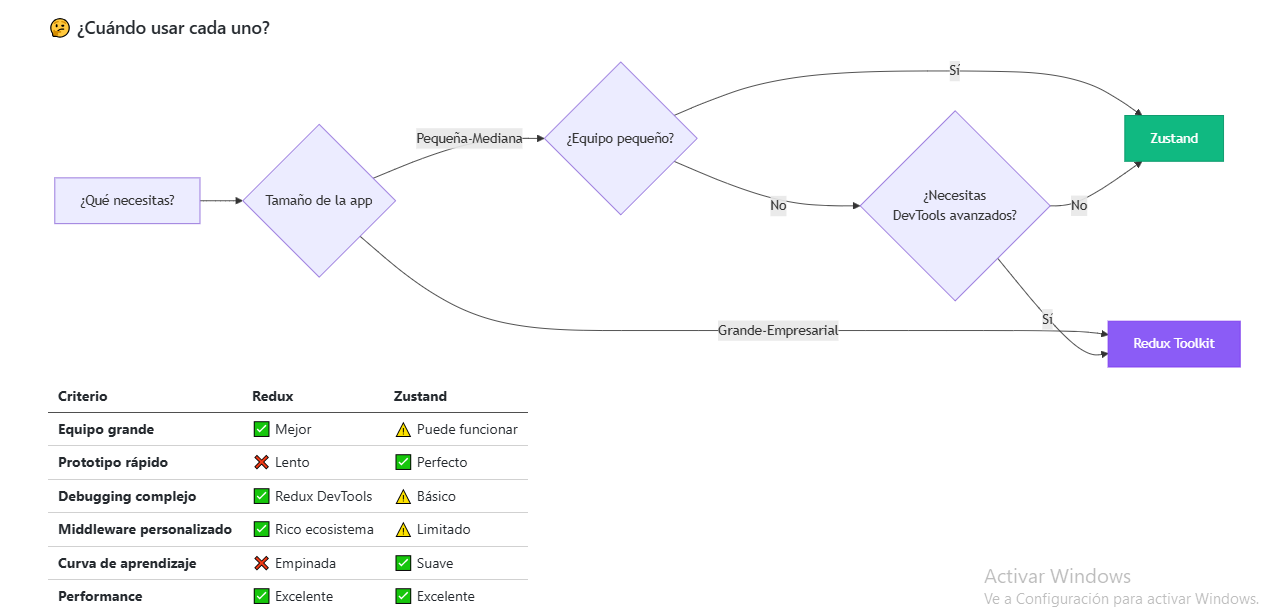 🤔 ¿Cuándo usar cada uno?
¿Qué necesitas?
Tamaño de la app
Pequeña-Mediana
¿Equipo pequeño?
Sí
No
¿Necesitas
DevTools avanzados?
No
Sí
Zustand
Grande-Empresarial
Redux Toolkit
Criterio Redux Zustand
Equipo grande ✅ Mejor ⚠️ Puede funcionar
Prototipo rápido ❌ Lento ✅ Perfecto
Debugging complejo ✅ Redux DevTools ⚠️ Básico
Middleware personalizado ✅ Rico ecosistema ⚠️ Limitado
Curva de aprendizaje ❌ Empinada ✅ Suave
Performance ✅ Excelente ✅ Excelente
Activar Windows
Ve a Configuración para activar Windows.